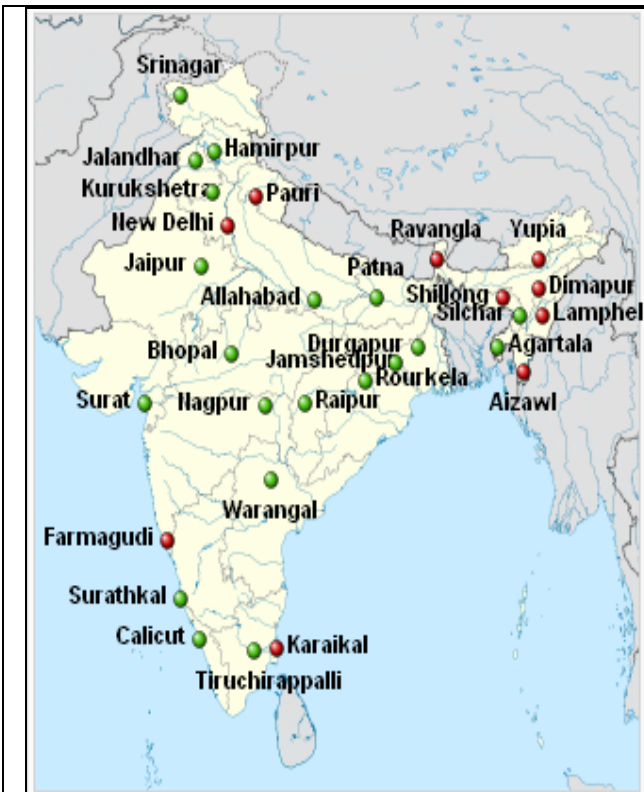 Srinagar
Hamirpur
Jalandhar
Kurukshetra
Pauri
New Delhi
Ravangla
Yupia
Jaipur
Patna
Dimapur
Allahabad
Shillong
Silchar
Lamphel
Durgapur
Agartala
Bhopal
Jamshedpur
Rourkela
Surat
Nagpur
Raipur
Aizawl
Warangal
Farmagudi
Surathkal
Calicut
Karaikal
Tiruchirappalli